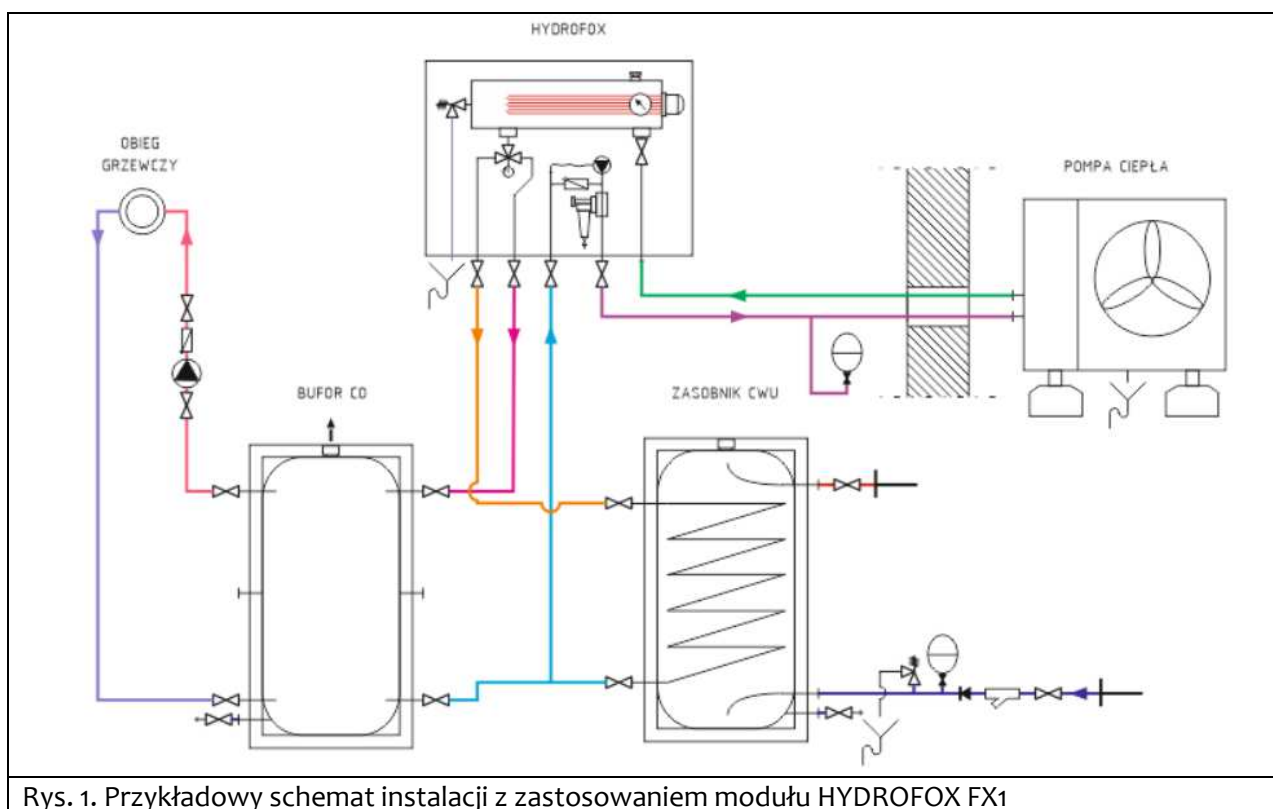 HYDROFOX
OBIEG
GRZEWCZY
POMPA CIEPŁA
BUFOR CO
ZASOBNIK CWU
Rys. 1. Przykładowy schemat instalacji z zastosowaniem modułu HYDROFOX FX1